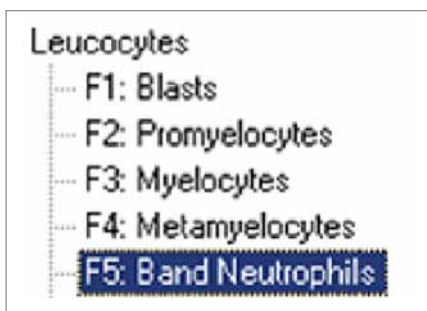 Leucocytes
F1: Blasts
F2: Promyelocytes
F3: Myelocytes
F4: Metamyelocytes
F5: Band Neutrophils